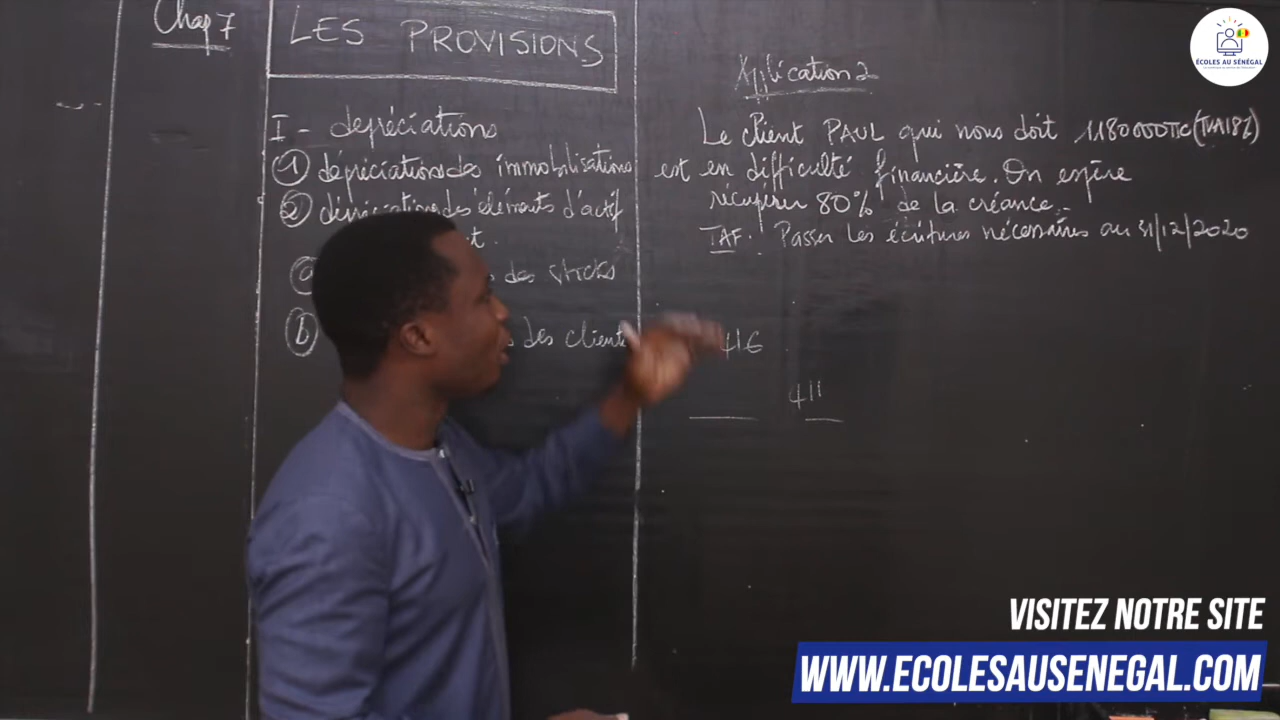 Chap 7
LES PROVISIONS
I - dépréciations
① dépréciations des immobilisations
② dépréciations des éléments d'actif
t.
des stocks
ⓑ
des clients
Application 2
Le client PAUL qui nous doit 1180000TTC (TVA18%)
est en difficulté financière. On espère
récupérer 80% de la créance.
TAF: Passer les écritures nécessaires au 31/12/2020
416
411
ÉCOLES AU SÉNÉGAL
VISITEZ NOTRE SITE
WWW.ECOLESAUSENEGAL.COM